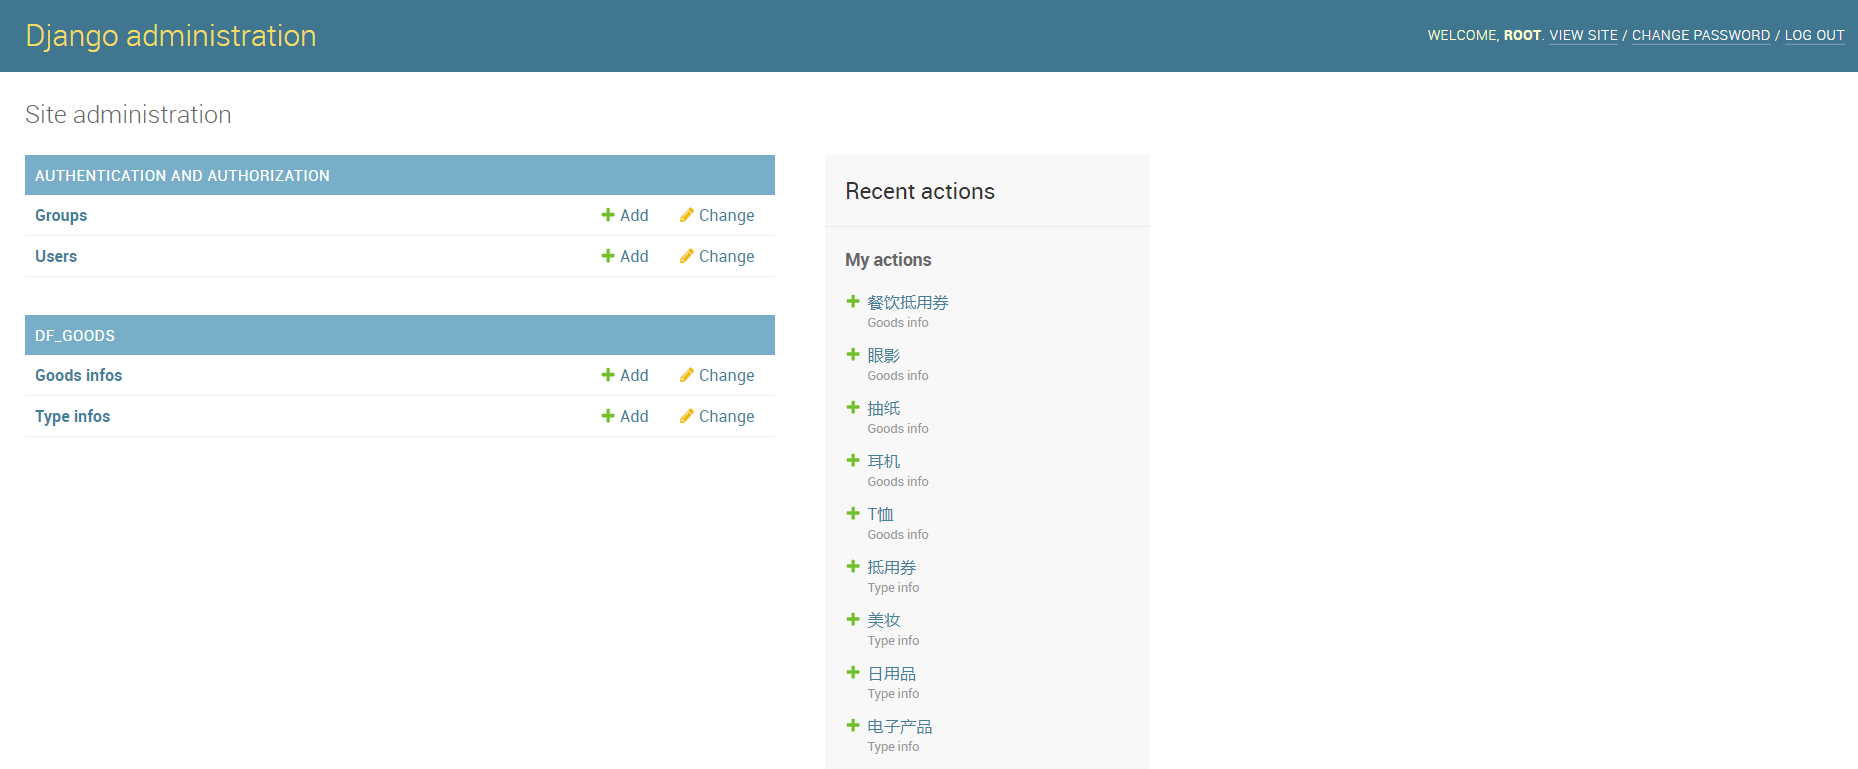 Django administration
WELCOME, ROOT. VIEW SITE / CHANGE PASSWORD / LOG OUT
Site administration
AUTHENTICATION AND AUTHORIZATION
Groups Add Change
Users Add Change
DF_GOODS
Goods infos Add Change
Type infos Add Change
Recent actions
My actions
餐饮抵用券
Goods info
眼影
Goods info
抽纸
Goods info
耳机
Goods info
T恤
Goods info
抵用券
Type info
美妆
Type info
日用品
Type info
电子产品
Type info